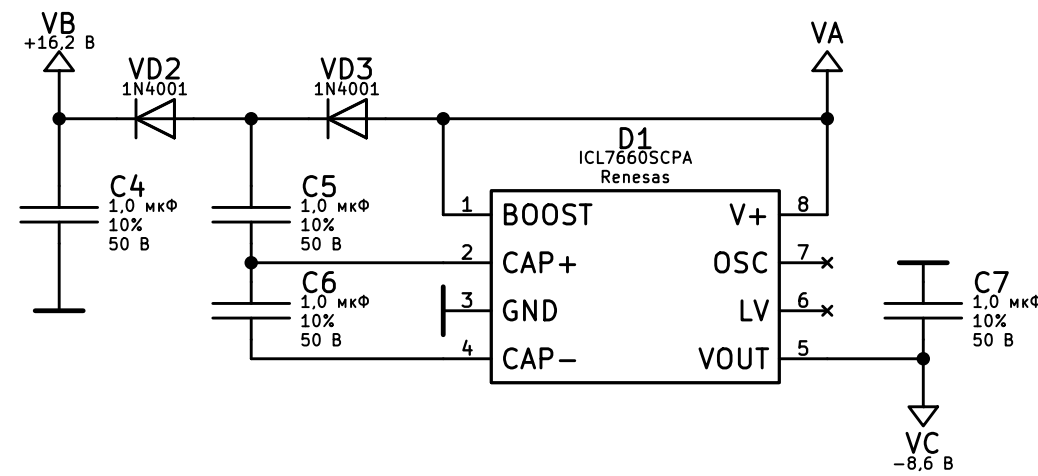 VB
+16,2 В
VA
VD2
1N4001
VD3
1N4001
D1
ICL7660SCPA
Renesas
C4
1,0 мкФ
10%
50 В
C5
1,0 мкФ
10%
50 В
C6
1,0 мкФ
10%
50 В
1 BOOST V+ 8
2 CAP+ OSC 7
3 GND LV 6
4 CAP- VOUT 5
C7
1,0 мкФ
10%
50 В
VC
-8,6 В